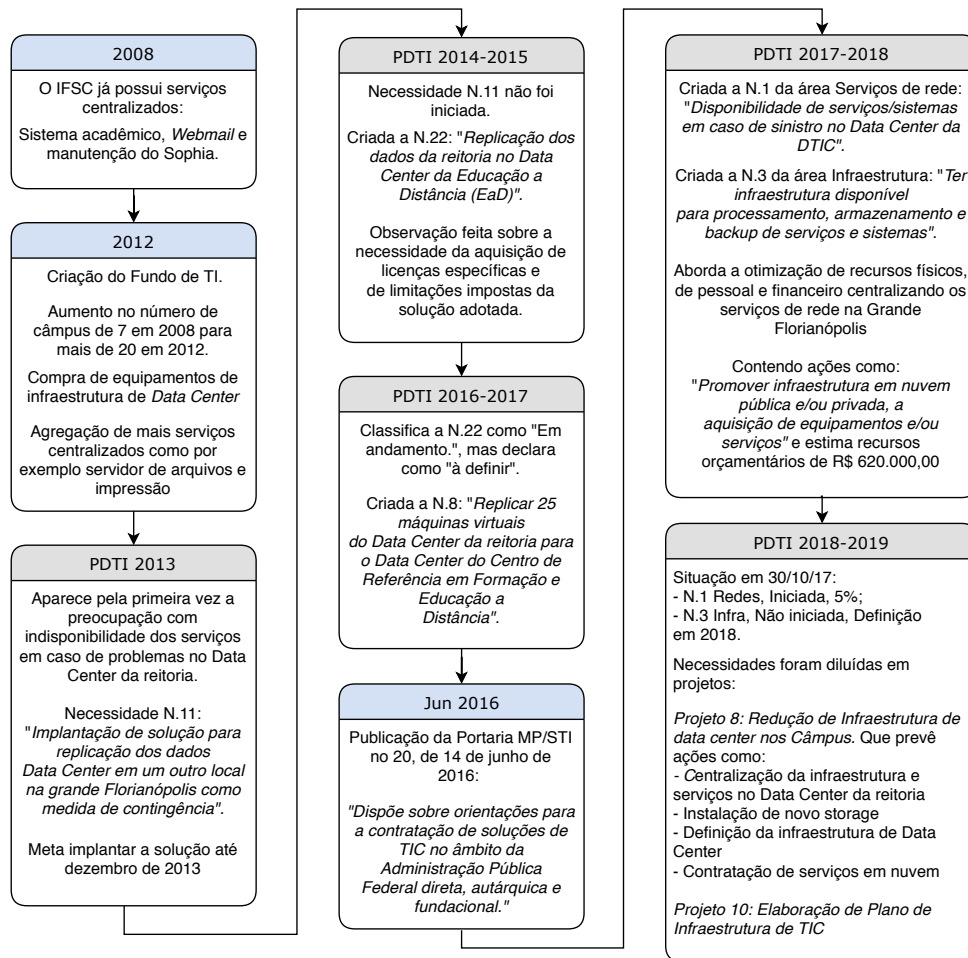 2008
O IFSC já possui serviços
centralizados:
Sistema acadêmico, Webmail e
manutenção do Sophia.
2012
Criação do Fundo de TI.
Aumento no número de
câmpus de 7 em 2008 para
mais de 20 em 2012.
Compra de equipamentos de
infraestrutura de Data Center
Agregação de mais serviços
centralizados como por
exemplo servidor de arquivos e
impressão
PDTI 2013
Aparece pela primeira vez a
preocupação com
indisponibilidade dos serviços
em caso de problemas no Data
Center da reitoria.
Necessidade N.11:
"Implantação de solução para
replicação dos dados
Data Center em um outro local
na grande Florianópolis como
medida de contingência".
Meta implantar a solução até
dezembro de 2013
PDTI 2014-2015
Necessidade N.11 não foi
iniciada.
Criada a N.22: "Replicação dos
dados da reitoria no Data
Center da Educação a
Distância (EaD)".
Observação feita sobre a
necessidade da aquisição de
licenças específicas e
de limitações impostas da
solução adotada.
PDTI 2016-2017
Classifica a N.22 como "Em
andamento.", mas declara
como "à definir".
Criada a N.8: "Replicar 25
máquinas virtuais
do Data Center da reitoria para
o Data Center do Centro de
Referência em Formação e
Educação a
Distância".
Jun 2016
Publicação da Portaria MP/STI
no 20, de 14 de junho de
2016:
"Dispõe sobre orientações para
a contratação de soluções de
TIC no âmbito da
Administração Pública
Federal direta, autárquica e
fundacional."
PDTI 2017-2018
Criada a N.1 da área Serviços de rede:
"Disponibilidade de serviços/sistemas
em caso de sinistro no Data Center da
DTIC".
Criada a N.3 da área Infraestrutura: "Ter
infraestrutura disponível
para processamento, armazenamento e
backup de serviços e sistemas".
Aborda a otimização de recursos físicos,
de pessoal e financeiro centralizando os
serviços de rede na Grande
Florianópolis
Contendo ações como:
"Promover infraestrutura em nuvem
pública e/ou privada, a
aquisição de equipamentos e/ou
serviços" e estima recursos
orçamentários de R$ 620.000,00
PDTI 2018-2019
Situação em 30/10/17:
- N.1 Redes, Iniciada, 5%;
- N.3 Infra, Não iniciada, Definição
em 2018.
Necessidades foram diluídas em
projetos:
Projeto 8: Redução de Infraestrutura de
data center nos Câmpus. Que prevê
ações como:
- Centralização da infraestrutura e
serviços no Data Center da reitoria
- Instalação de novo storage
- Definição da infraestrutura de Data
Center
- Contratação de serviços em nuvem
Projeto 10: Elaboração de Plano de
Infraestrutura de TIC